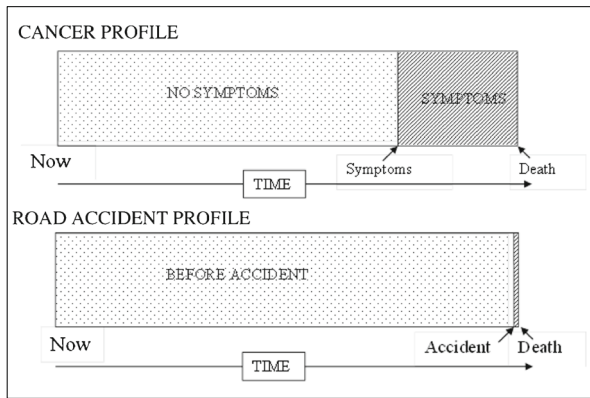 CANCER PROFILE
NO SYMPTOMS
SYMPTOMS
Now
Symptoms
Death
TIME
ROAD ACCIDENT PROFILE
BEFORE ACCIDENT
Now
Accident
Death
TIME